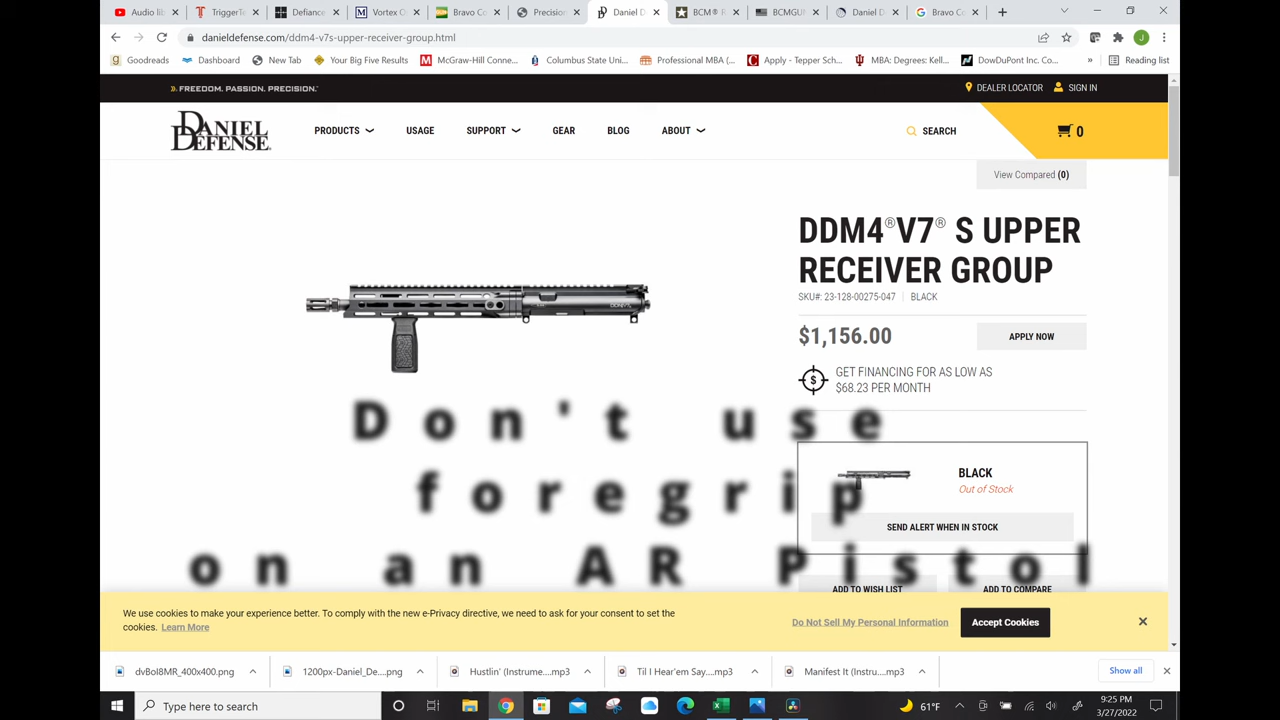 Audio lib
TriggerTe
Defiance
Vortex O
Bravo Co
Precision
Daniel D
BCM® R
BCMGUN
Daniel D
Bravo Co
danieldefense.com/ddm4-v7s-upper-receiver-group.html
Goodreads
Dashboard
New Tab
Your Big Five Results
McGraw-Hill Conne...
Columbus State Uni...
Professional MBA (...
Apply - Tepper Sch...
MBA: Degrees: Kell...
DowDuPont Inc. Co...
»
Reading list
FREEDOM. PASSION. PRECISION.
DEALER LOCATOR
SIGN IN
DANIEL DEFENSE
PRODUCTS
USAGE
SUPPORT
GEAR
BLOG
ABOUT
SEARCH
0
View Compared (0)
DDM4®V7® S UPPER
RECEIVER GROUP
SKU#: 23-128-00275-047 | BLACK
$1,156.00
APPLY NOW
GET FINANCING FOR AS LOW AS
$68.23 PER MONTH
Don't use
foregrip
on an AR Pistol
BLACK
Out of Stock
SEND ALERT WHEN IN STOCK
ADD TO WISH LIST
ADD TO COMPARE
We use cookies to make your experience better. To comply with the new e-Privacy directive, we need to ask for your consent to set the
cookies. Learn More
Do Not Sell My Personal Information
Accept Cookies
dvBoI8MR_400x400.png
1200px-Daniel_De....png
Hustlin' (Instrume....mp3
Til I Hear'em Say....mp3
Manifest It (Instru....mp3
Show all
Type here to search
61°F
9:25 PM
3/27/2022